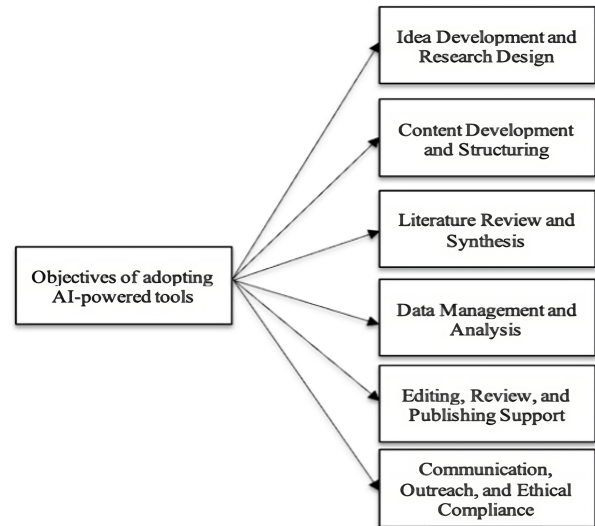 Idea Development and
Research Design
Content Development
and Structuring
Literature Review and
Synthesis
Objectives of adopting
AI-powered tools
Data Management and
Analysis
Editing, Review, and
Publishing Support
Communication,
Outreach, and Ethical
Compliance